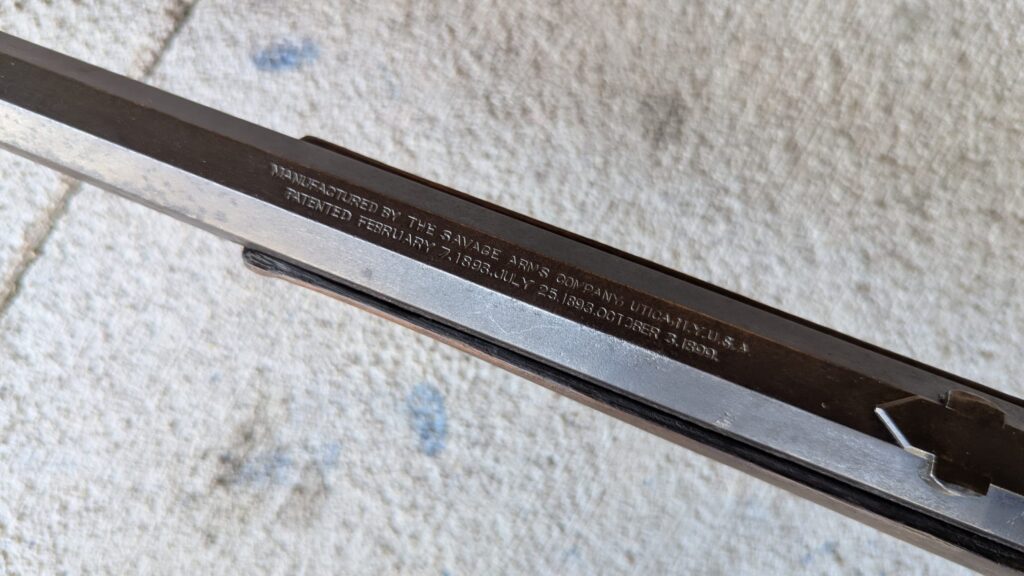 MANUFACTURED BY THE SAVAGE ARMS COMPANY, UTICA. N.Y. U.S.A
PATENTED FEBRUARY 7.1893. JULY 25.1893. OCTOBER 3.1899.